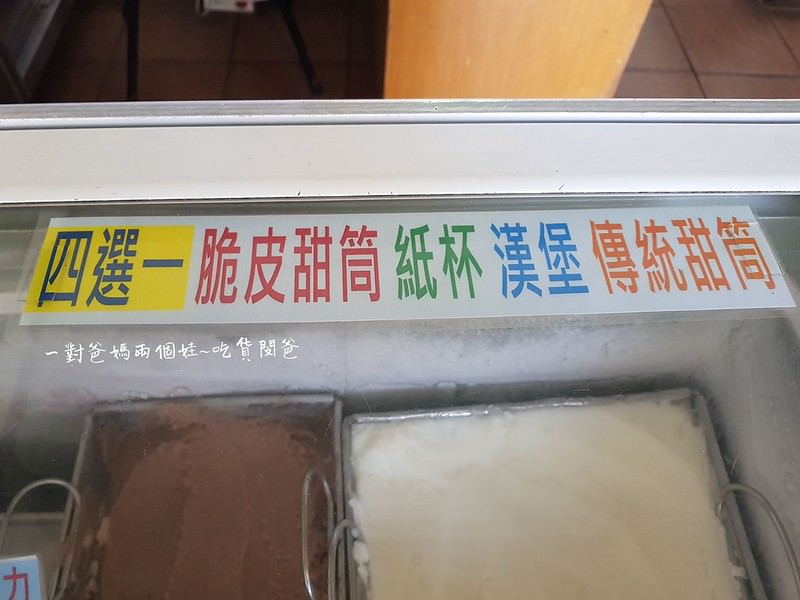 四選一 脆皮甜筒 紙杯 漢堡 傳統甜筒
一對爸媽兩個娃~吃貨閔爸
力